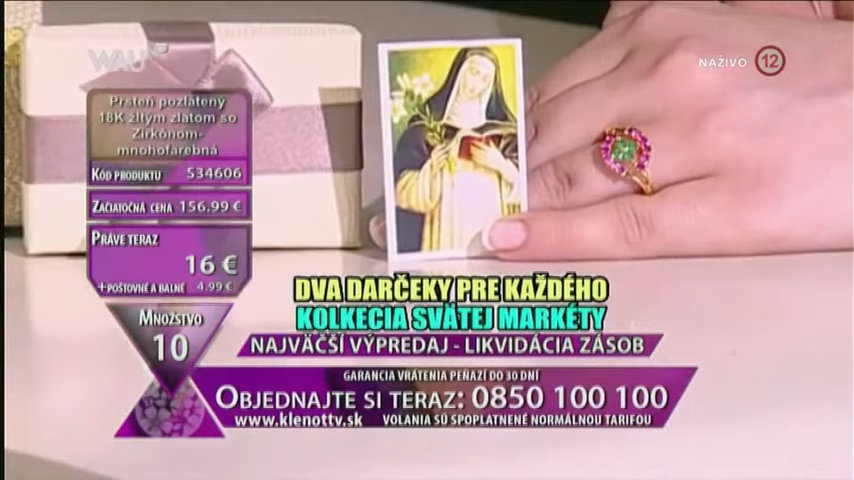 WAU
NAŽIVO 12
Prsteň pozlátený
18K žltým zlatom so
Zirkónom-
mnohofarebná
KÓD PRODUKTU S34606
ZAČIATOČNÁ CENA 156.99 €
PRÁVE TERAZ
16 €
+POŠTOVNÉ A BALNÉ 4.99 €
MNOŽSTVO
10
DVA DARČEKY PRE KAŽDÉHO
KOLKECIA SVÄTEJ MARKÉTY
NAJVÄČŠÍ VÝPREDAJ - LIKVIDÁCIA ZÁSOB
GARANCIA VRÁTENIA PEŇAZÍ DO 30 DNÍ
OBJEDNAJTE SI TERAZ: 0850 100 100
www.klenottv.sk VOLANIA SÚ SPOPLATNENÉ NORMÁLNOU TARIFOU